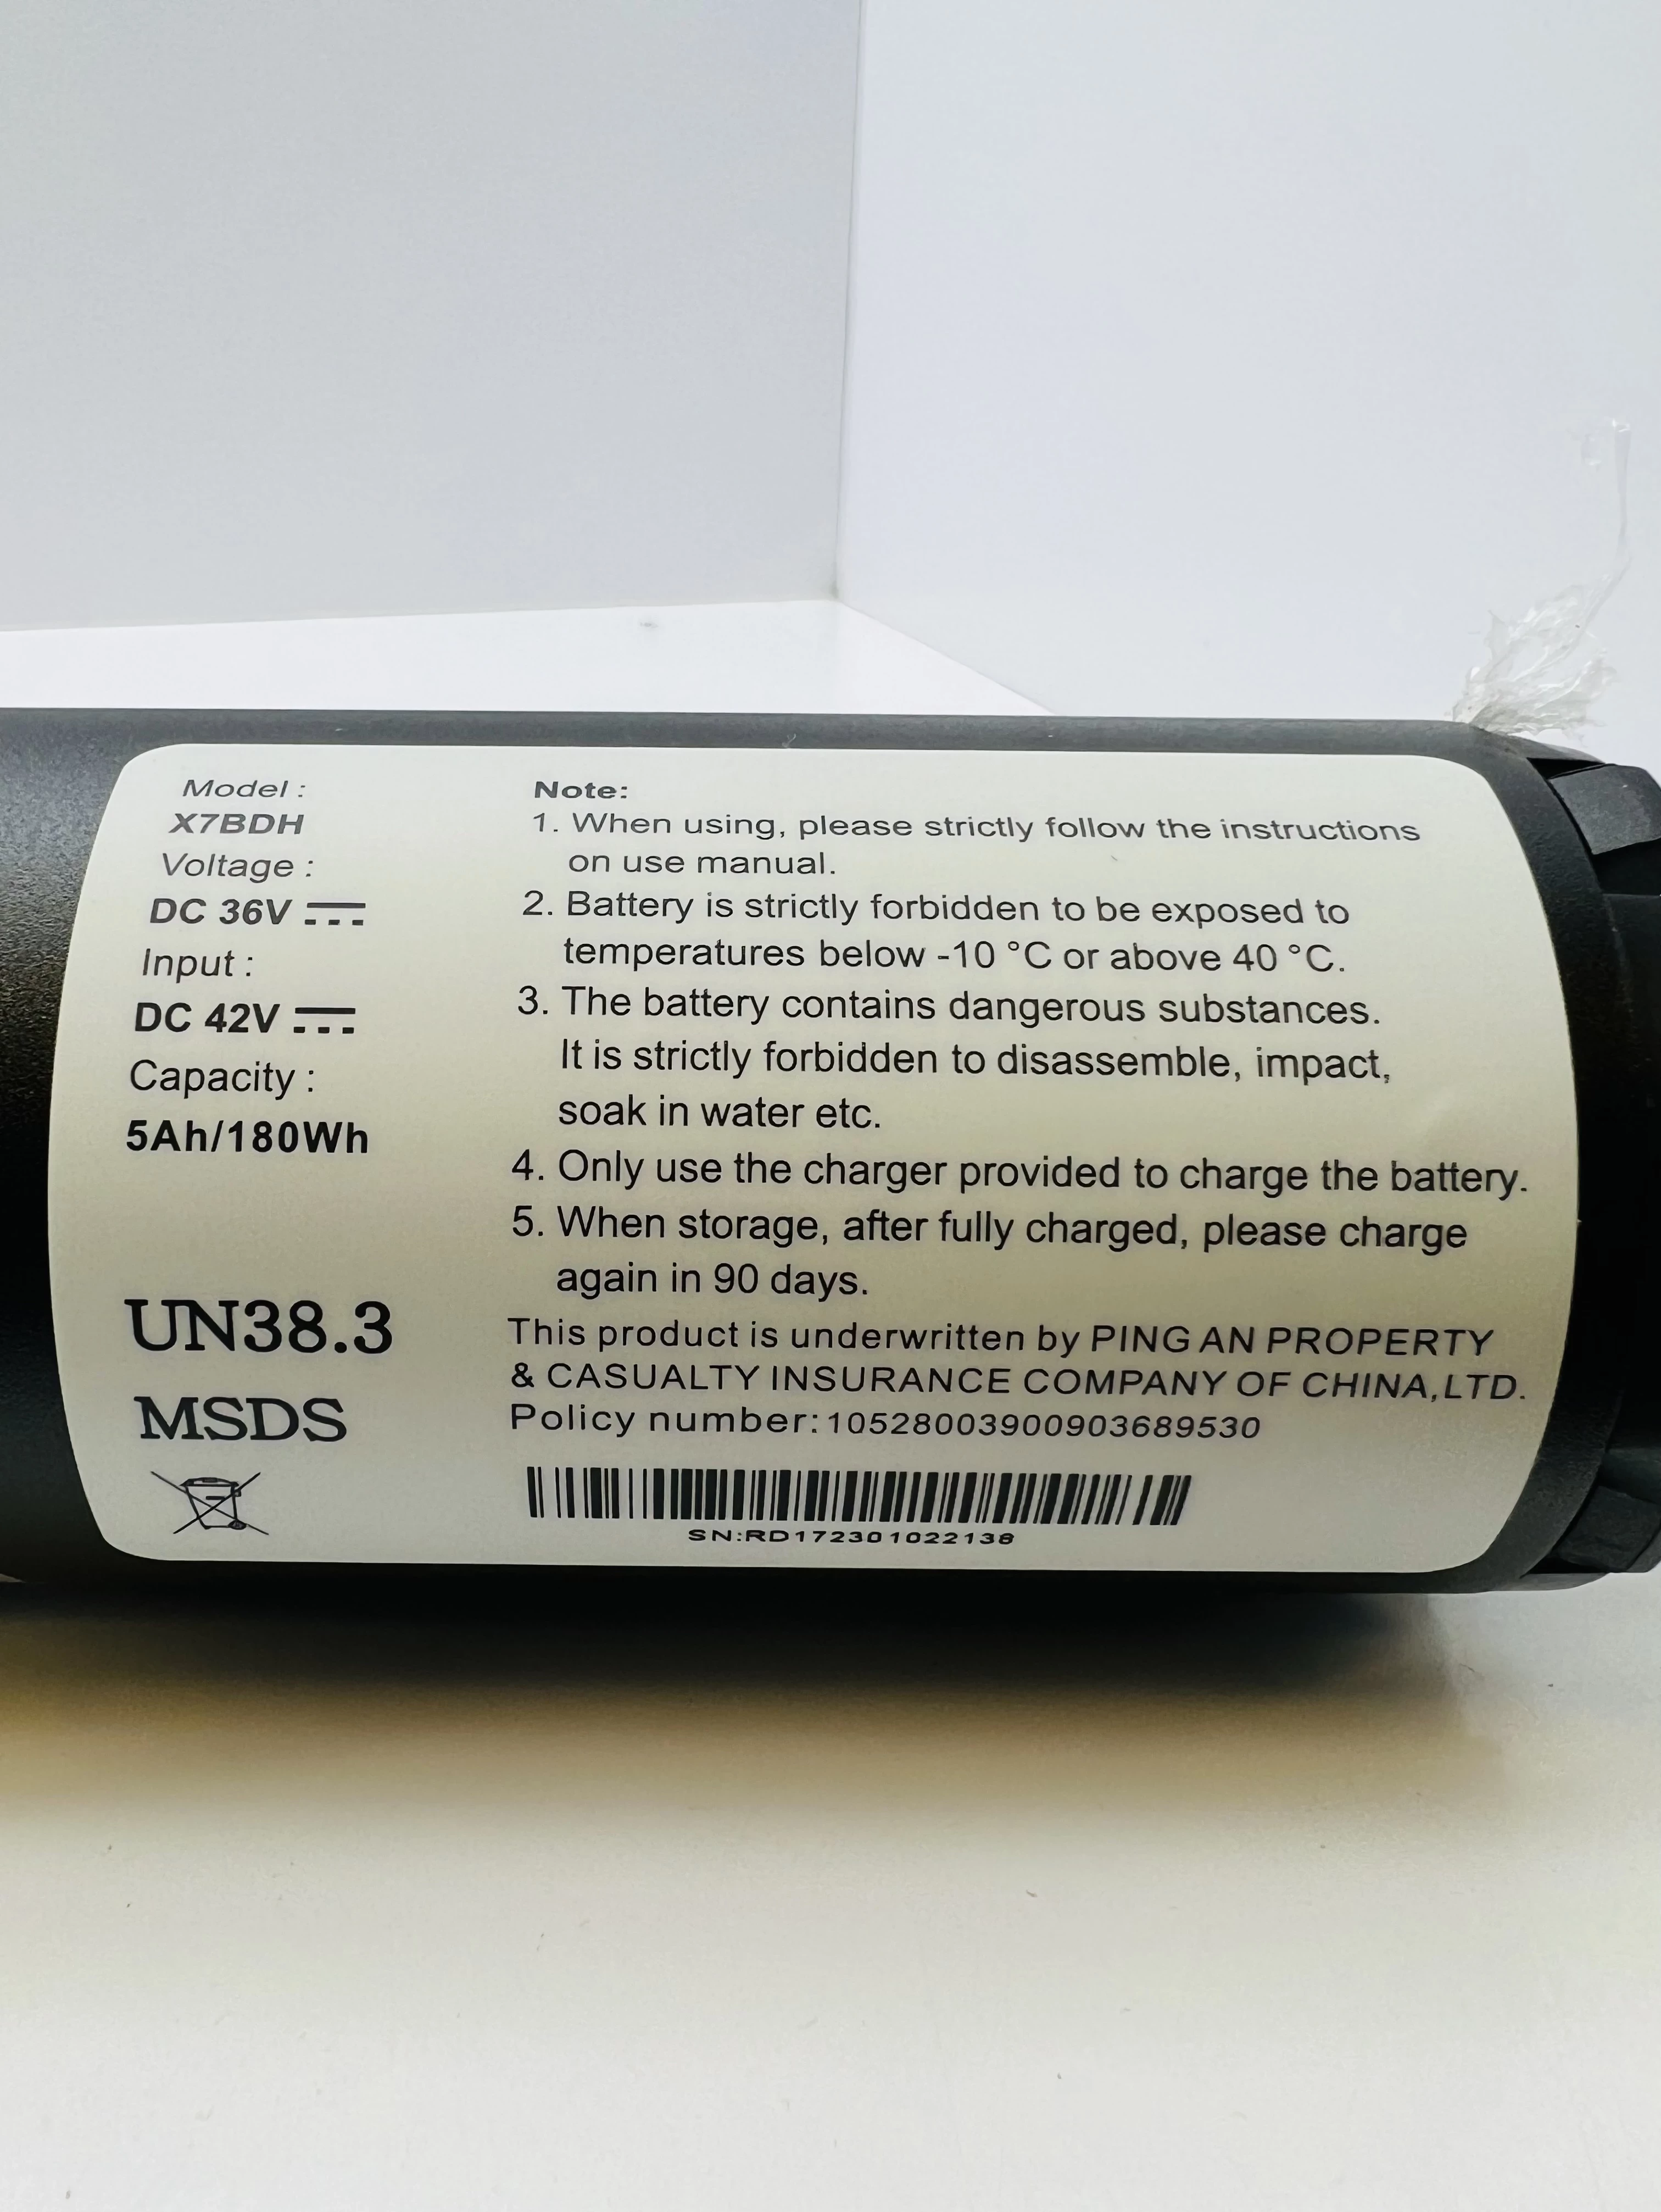 Model :
X7BDH
Voltage :
DC 36V
Input :
DC 42V
Capacity :
5Ah/180Wh
UN38.3
MSDS
Note:
1. When using, please strictly follow the instructions
on use manual.
2. Battery is strictly forbidden to be exposed to
temperatures below -10 °C or above 40 °C.
3. The battery contains dangerous substances.
It is strictly forbidden to disassemble, impact,
soak in water etc.
4. Only use the charger provided to charge the battery.
5. When storage, after fully charged, please charge
again in 90 days.
This product is underwritten by PING AN PROPERTY
& CASUALTY INSURANCE COMPANY OF CHINA,LTD.
Policy number:10528003900903689530
SN:RD172301022138